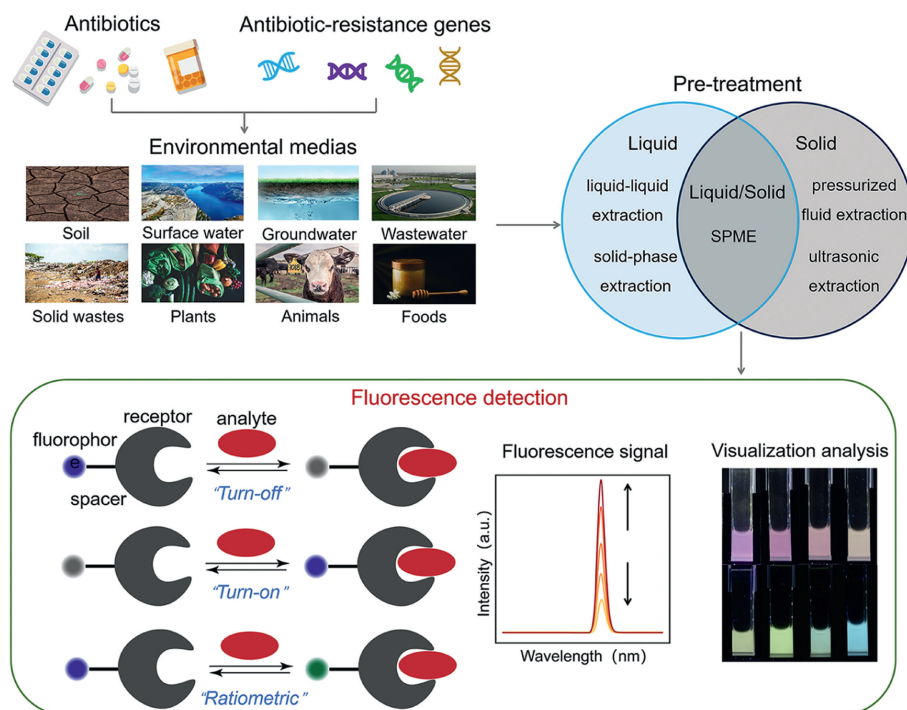 Antibiotics
Antibiotic-resistance genes
Environmental medias
Soil
Surface water
Groundwater
Wastewater
Solid wastes
Plants
Animals
Foods
Pre-treatment
Liquid
Solid
liquid-liquid
extraction
solid-phase
extraction
Liquid/Solid
SPME
pressurized
fluid extraction
ultrasonic
extraction
Fluorescence detection
receptor
analyte
fluorophor
e
spacer
"Turn-off"
"Turn-on"
"Ratiometric"
Fluorescence signal
Intensity (a.u.)
Wavelength (nm)
Visualization analysis